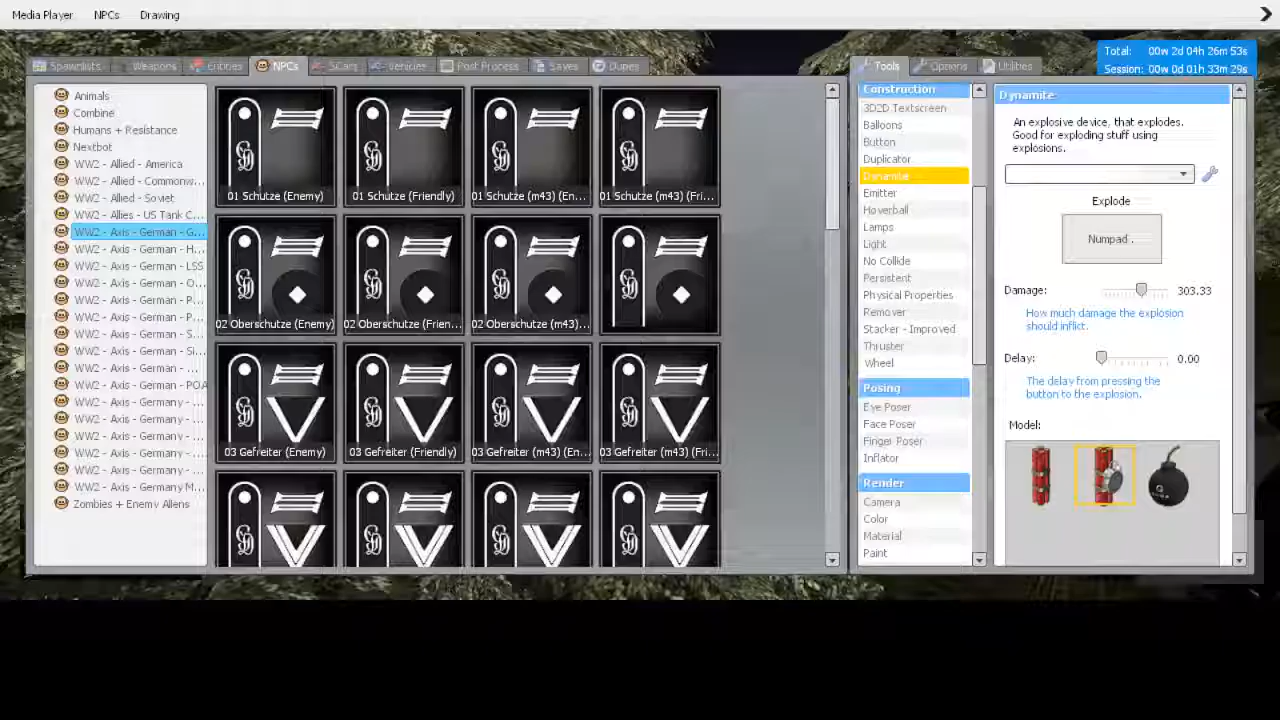 Media Player NPCs Drawing
Total: 00w 2d 04h 26m 53s
Session: 00w 0d 01h 33m 29s
Spawnlists Weapons Entities NPCs SCars Vehicles Post Process Saves Dupes
Tools Options Utilities
Animals
Combine
Humans + Resistance
Nextbot
WW2 - Allied - America
WW2 - Allied - Commonw...
WW2 - Allied - Soviet
WW2 - Allies - US Tank C...
WW2 - Axis - German - G...
WW2 - Axis - German - H...
WW2 - Axis - German - LSS
WW2 - Axis - German - O...
WW2 - Axis - German - P...
WW2 - Axis - German - P...
WW2 - Axis - German - S...
WW2 - Axis - German - Si...
WW2 - Axis - German - ...
WW2 - Axis - German - POA
WW2 - Axis - Germany - ...
WW2 - Axis - Germany - ...
WW2 - Axis - Germany - ...
WW2 - Axis - Germany - ...
WW2 - Axis - Germany - ...
WW2 - Axis - Germany M...
Zombies + Enemy Aliens
01 Schutze (Enemy)
01 Schutze (Friendly)
01 Schutze (m43) (En...
01 Schutze (m43) (Fri...
02 Oberschutze (Enemy)
02 Oberschutze (Frien...
02 Oberschutze (m43)...
03 Gefreiter (Enemy)
03 Gefreiter (Friendly)
03 Gefreiter (m43) (En...
03 Gefreiter (m43) (Fri...
Construction
3D2D Textscreen
Balloons
Button
Duplicator
Dynamite
Emitter
Hoverball
Lamps
Light
No Collide
Persistent
Physical Properties
Remover
Stacker - Improved
Thruster
Wheel
Posing
Eye Poser
Face Poser
Finger Poser
Inflator
Render
Camera
Color
Material
Paint
Dynamite
An explosive device, that explodes.
Good for exploding stuff using
explosions.
Explode
Numpad .
Damage: 303.33
How much damage the explosion
should inflict.
Delay: 0.00
The delay from pressing the
button to the explosion.
Model: